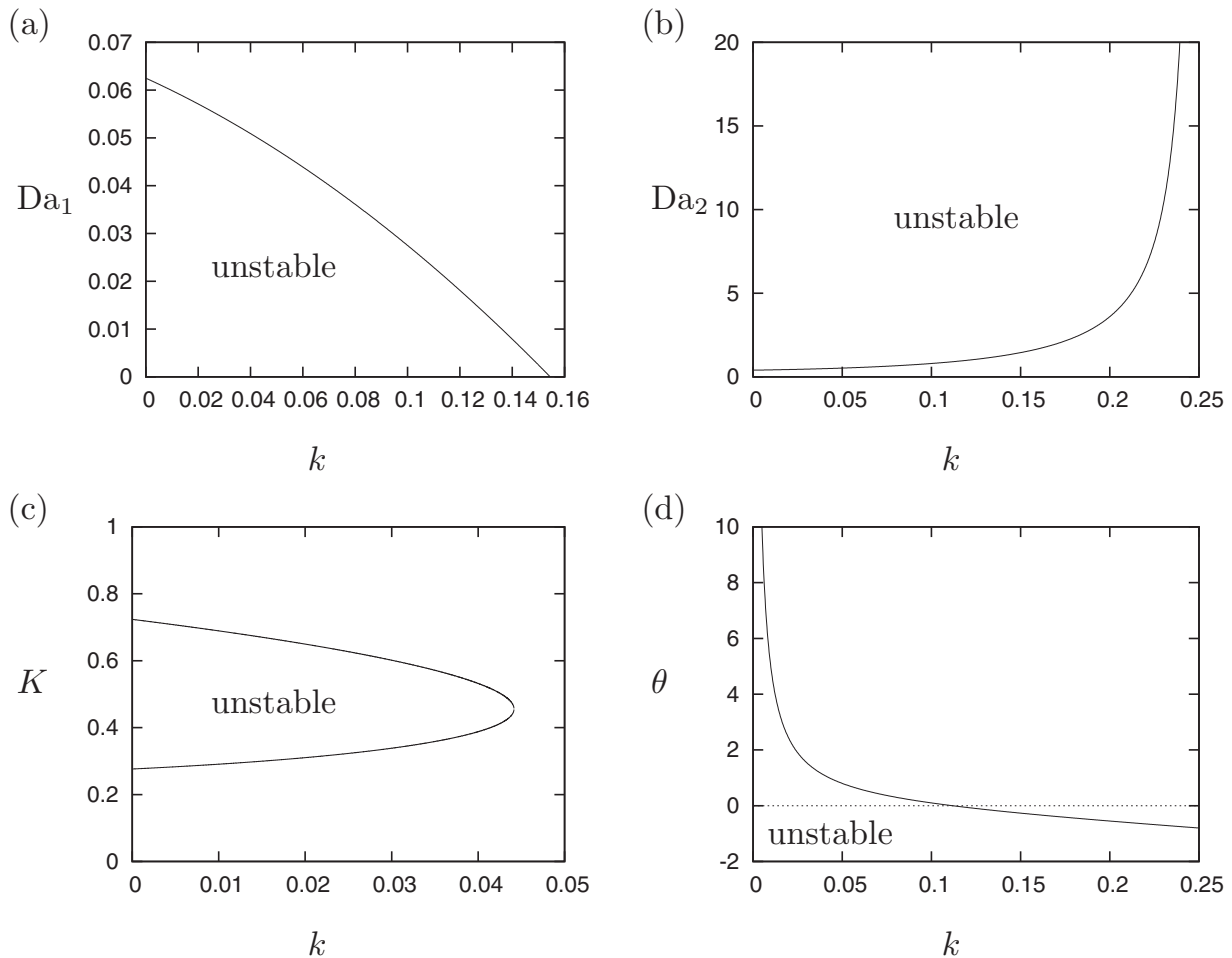 (a)
0.07
0.06
0.05
0.04
0.03
0.02
0.01
0
Da1
unstable
0 0.02 0.04 0.06 0.08 0.1 0.12 0.14 0.16
k
(b)
20
15
10
5
0
Da2
unstable
0 0.05 0.1 0.15 0.2 0.25
k
(c)
1
0.8
0.6
0.4
0.2
0
K
unstable
0 0.01 0.02 0.03 0.04 0.05
k
(d)
10
8
6
4
2
0
-2
θ
unstable
0 0.05 0.1 0.15 0.2 0.25
k